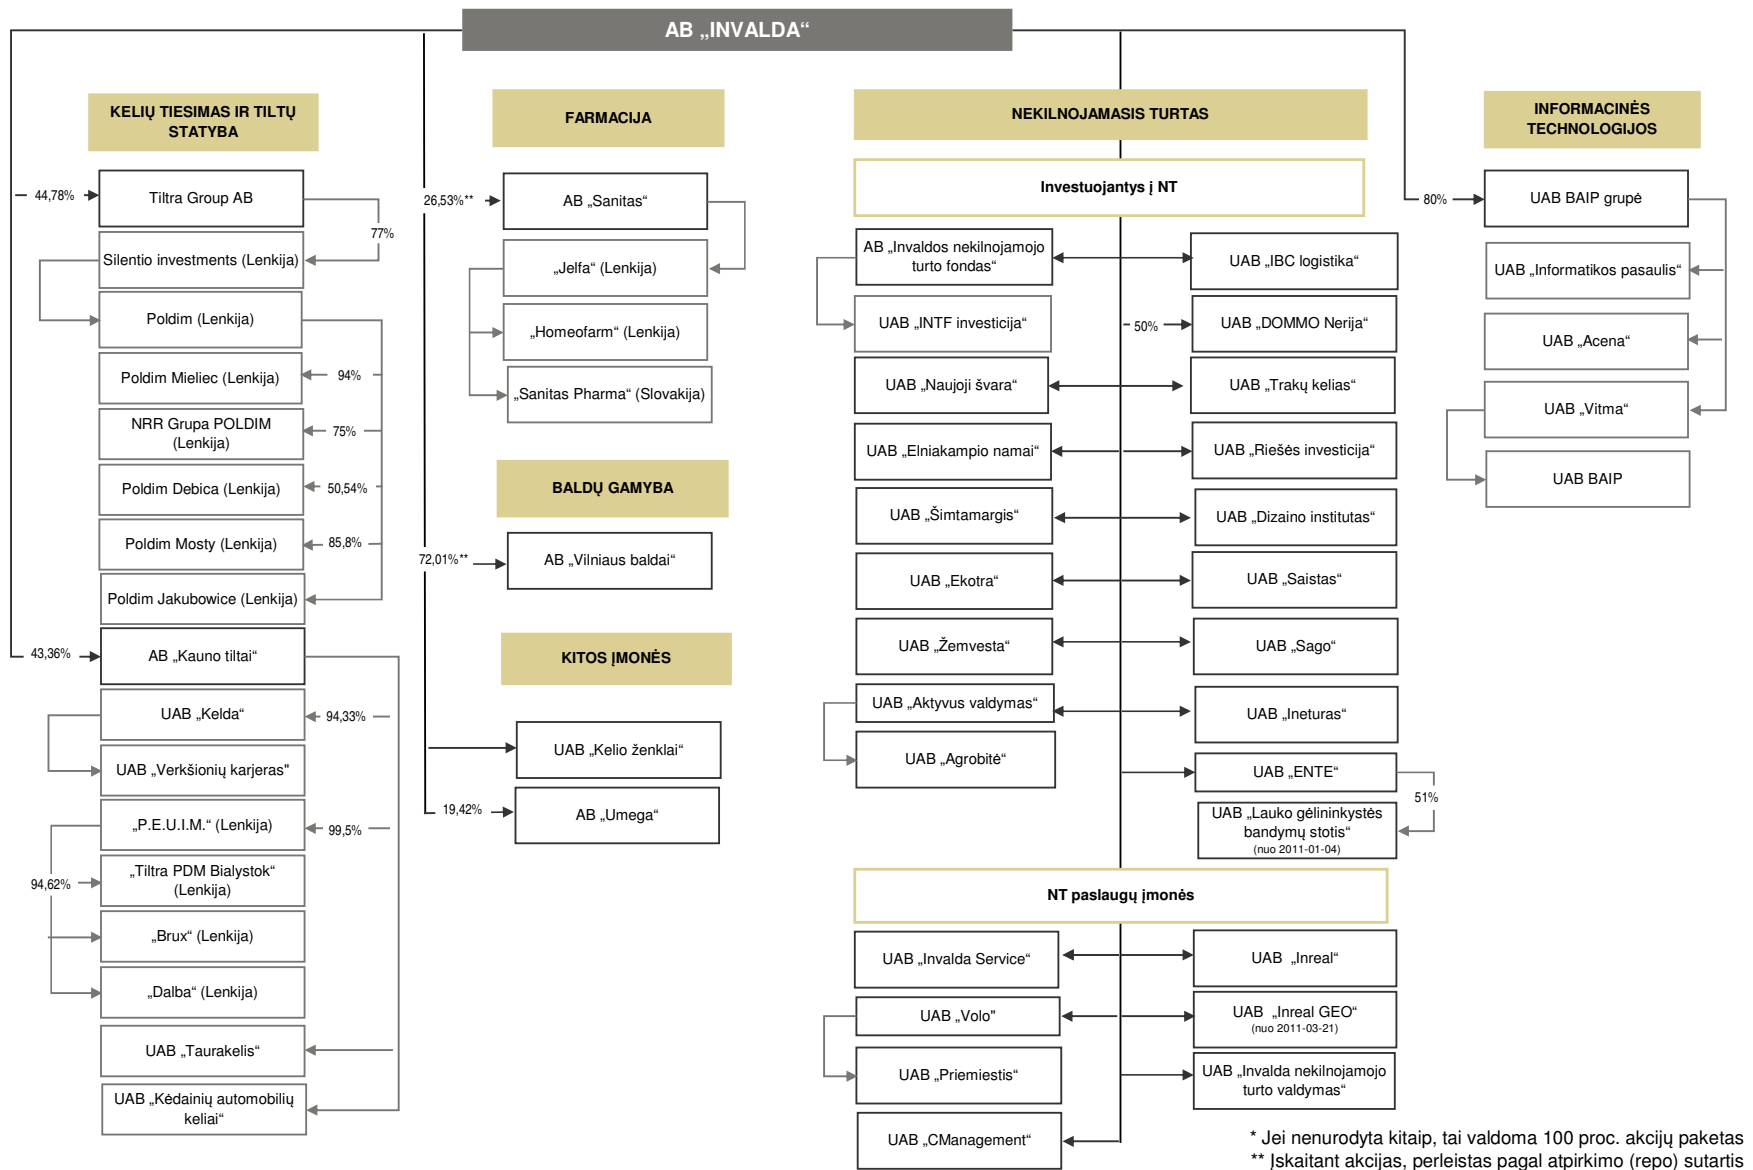 AB „INVALDA“
KELIŲ TIESIMAS IR TILTŲ
STATYBA
44,78%
Tiltra Group AB
77%
Silentio investments (Lenkija)
Poldim (Lenkija)
Poldim Mieliec (Lenkija)
94%
NRR Grupa POLDIM
(Lenkija)
75%
Poldim Debica (Lenkija)
50,54%
Poldim Mosty (Lenkija)
85,8%
Poldim Jakubowice (Lenkija)
43,36%
AB „Kauno tiltai“
UAB „Kelda“
94,33%
UAB „Verkšionių karjeras"
„P.E.U.I.M.“ (Lenkija)
99,5%
94,62%
„Tiltra PDM Bialystok“
(Lenkija)
„Brux“ (Lenkija)
„Dalba“ (Lenkija)
UAB „Taurakelis“
UAB „Kėdainių automobilių
keliai“
FARMACIJA
26,53%**
AB „Sanitas“
„Jelfa“ (Lenkija)
„Homeofarm“ (Lenkija)
„Sanitas Pharma“ (Slovakija)
BALDŲ GAMYBA
72,01%**
AB „Vilniaus baldai“
KITOS ĮMONĖS
UAB „Kelio ženklai“
19,42%
AB „Umega“
NEKILNOJAMASIS TURTAS
Investuojantys į NT
AB „Invaldos nekilnojamojo
turto fondas“
UAB „IBC logistika“
UAB „INTF investicija“
50%
UAB „DOMMO Nerija“
UAB „Naujoji švara“
UAB „Trakų kelias“
UAB „Elniakampio namai“
UAB „Riešės investicija“
UAB „Šimtamargis“
UAB „Dizaino institutas“
UAB „Ekotra“
UAB „Saistas“
UAB „Žemvesta“
UAB „Sago“
UAB „Aktyvus valdymas“
UAB „Ineturas“
UAB „Agrobitė“
UAB „ENTE“
51%
UAB „Lauko gėlininkystės
bandymų stotis“
(nuo 2011-01-04)
NT paslaugų įmonės
UAB „Invalda Service“
UAB „Inreal“
UAB „Volo"
UAB „Inreal GEO“
(nuo 2011-03-21)
UAB „Priemiestis“
UAB „Invalda nekilnojamojo
turto valdymas“
UAB „CManagement“
INFORMACINĖS
TECHNOLOGIJOS
80%
UAB BAIP grupė
UAB „Informatikos pasaulis“
UAB „Acena“
UAB „Vitma“
UAB BAIP
* Jei nenurodyta kitaip, tai valdoma 100 proc. akcijų paketas
** Įskaitant akcijas, perleistas pagal atpirkimo (repo) sutartis